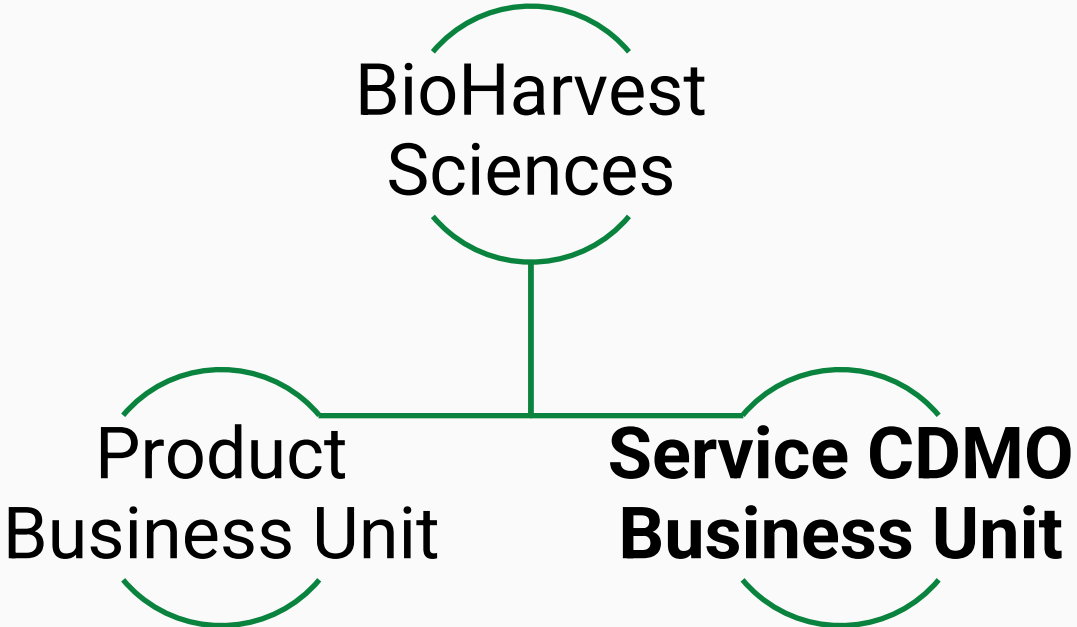 BioHarvest
Sciences
Product
Business Unit
Service CDMO
Business Unit